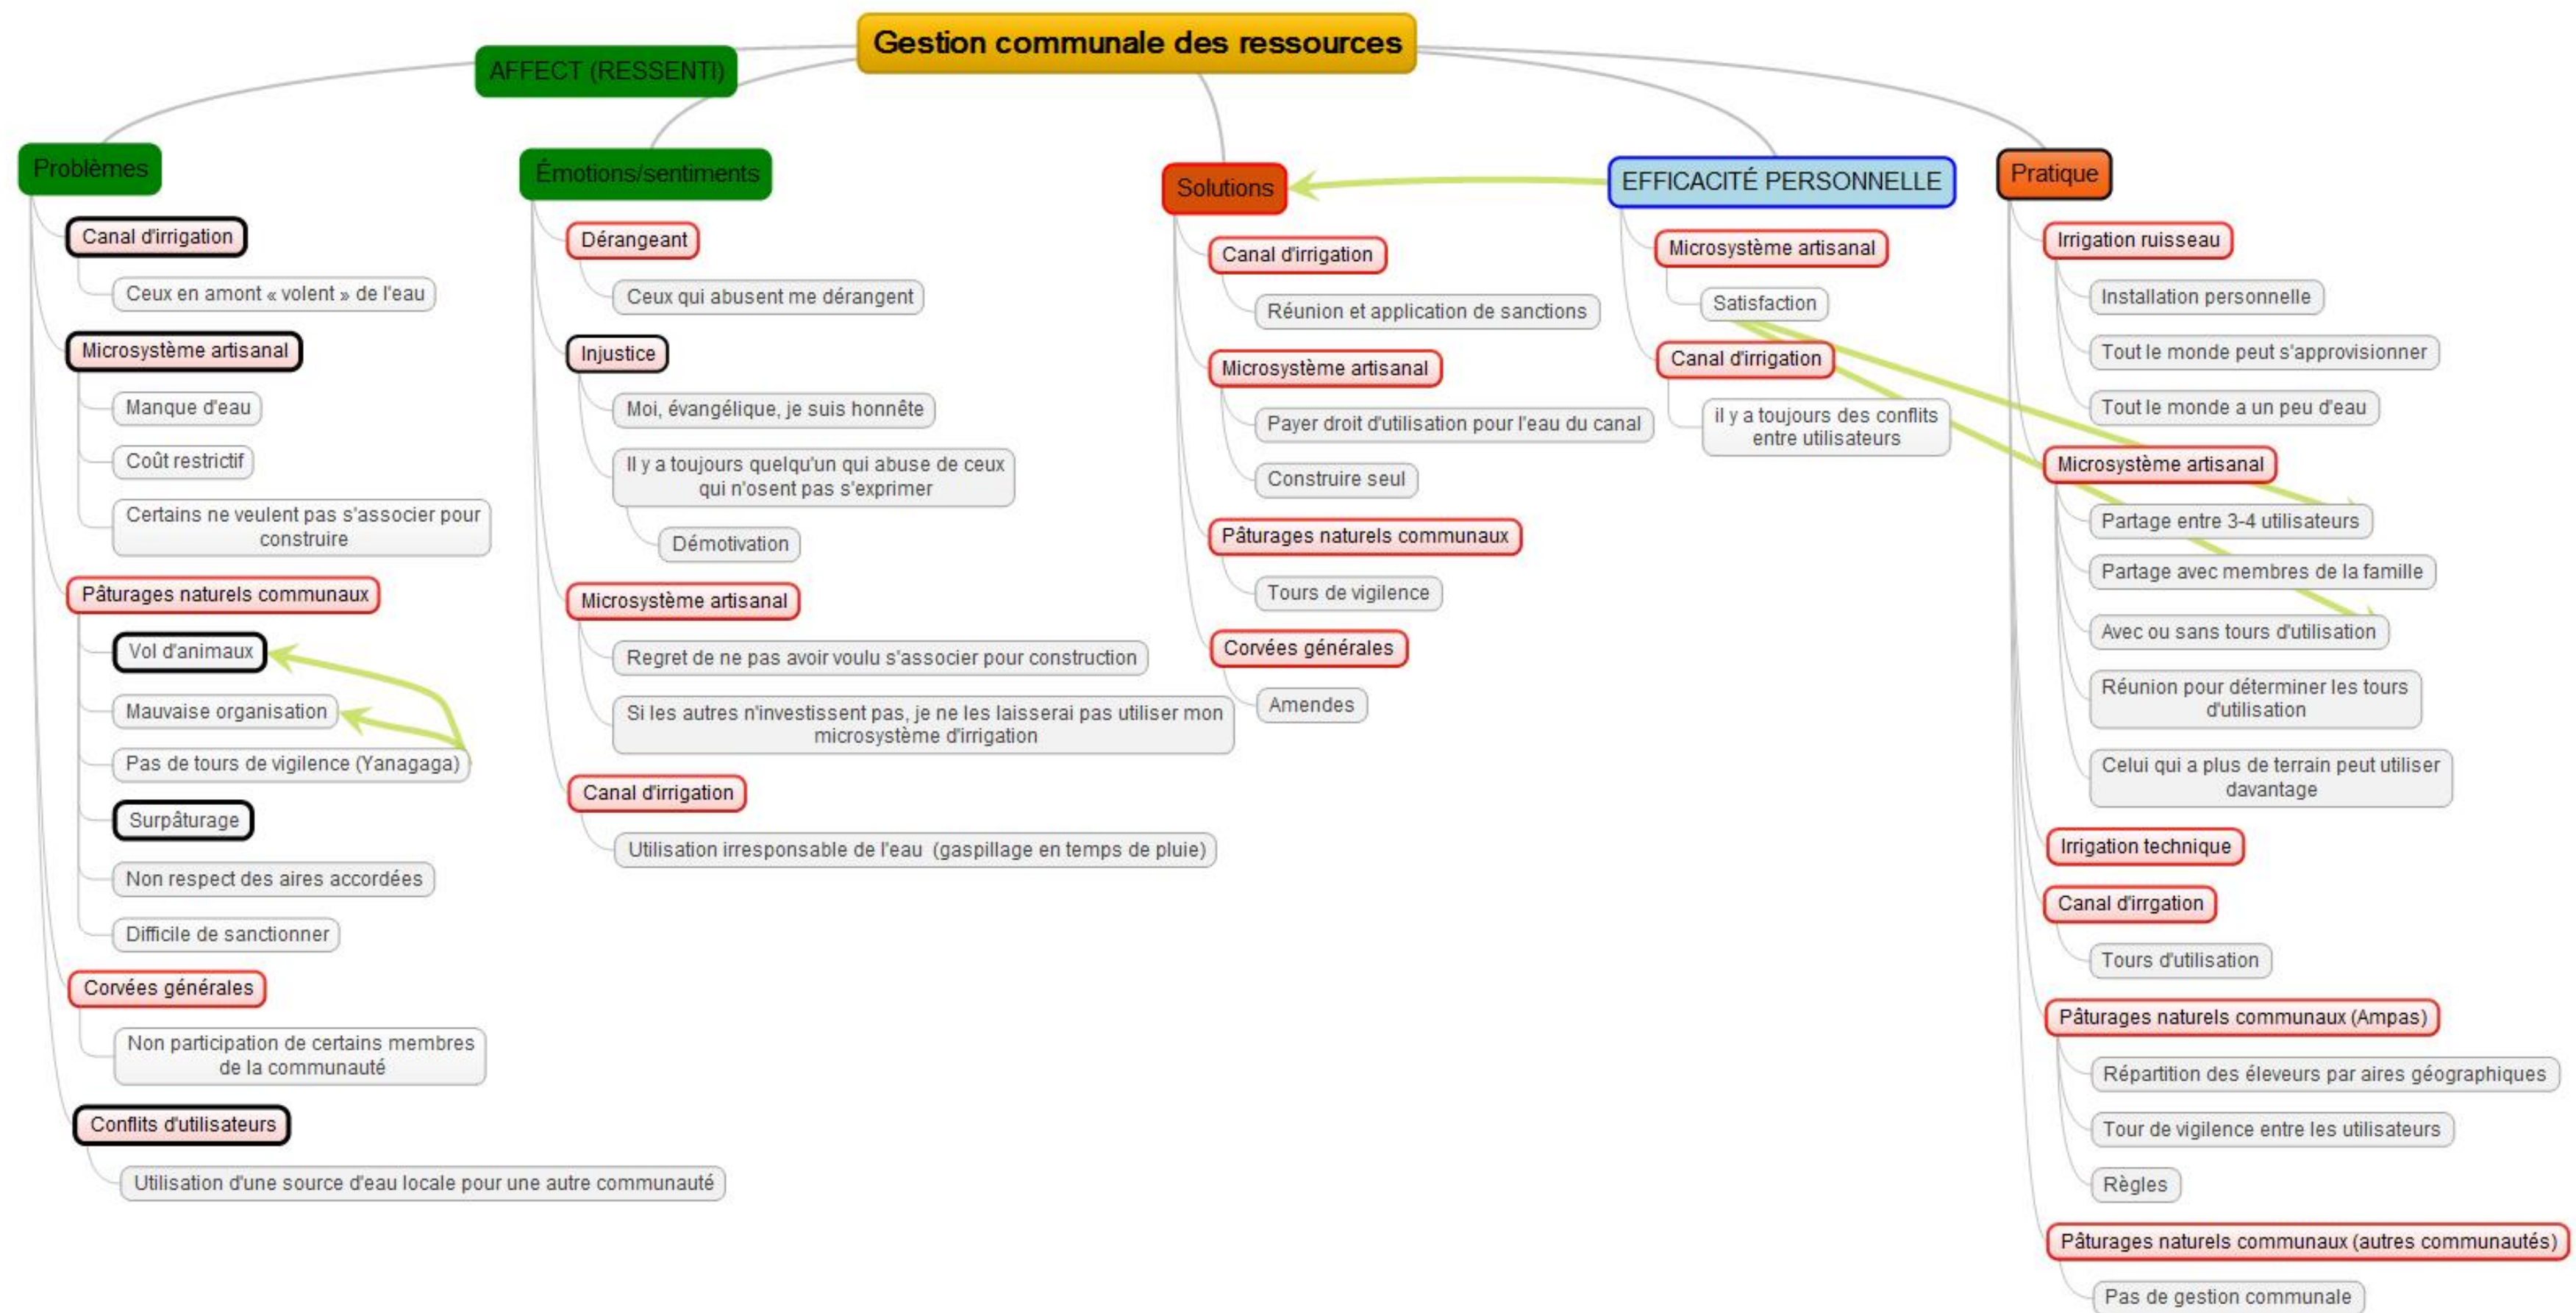 Gestion communale des ressources
AFFECT (RESSENTI)
Problèmes
Canal d'irrigation
Ceux en amont « volent » de l'eau
Microsystème artisanal
Manque d'eau
Coût restrictif
Certains ne veulent pas s'associer pour
construire
Pâturages naturels communaux
Vol d'animaux
Mauvaise organisation
Pas de tours de vigilence (Yanagaga)
Surpâturage
Non respect des aires accordées
Difficile de sanctionner
Corvées générales
Non participation de certains membres
de la communauté
Conflits d'utilisateurs
Utilisation d'une source d'eau locale pour une autre communauté
Émotions/sentiments
Dérangeant
Ceux qui abusent me dérangent
Injustice
Moi, évangélique, je suis honnête
Il y a toujours quelqu'un qui abuse de ceux
qui n'osent pas s'exprimer
Démotivation
Microsystème artisanal
Regret de ne pas avoir voulu s'associer pour construction
Si les autres n'investissent pas, je ne les laisserai pas utiliser mon
microsystème d'irrigation
Canal d'irrigation
Utilisation irresponsable de l'eau (gaspillage en temps de pluie)
Solutions
Canal d'irrigation
Réunion et application de sanctions
Microsystème artisanal
Payer droit d'utilisation pour l'eau du canal
Construire seul
Pâturages naturels communaux
Tours de vigilence
Corvées générales
Amendes
EFFICACITÉ PERSONNELLE
Microsystème artisanal
Satisfaction
Canal d'irrigation
il y a toujours des conflits
entre utilisateurs
Pratique
Irrigation ruisseau
Installation personnelle
Tout le monde peut s'approvisionner
Tout le monde a un peu d'eau
Microsystème artisanal
Partage entre 3-4 utilisateurs
Partage avec membres de la famille
Avec ou sans tours d'utilisation
Réunion pour déterminer les tours
d'utilisation
Celui qui a plus de terrain peut utiliser
davantage
Irrigation technique
Canal d'irrgation
Tours d'utilisation
Pâturages naturels communaux (Ampas)
Répartition des éleveurs par aires géographiques
Tour de vigilence entre les utilisateurs
Règles
Pâturages naturels communaux (autres communautés)
Pas de gestion communale